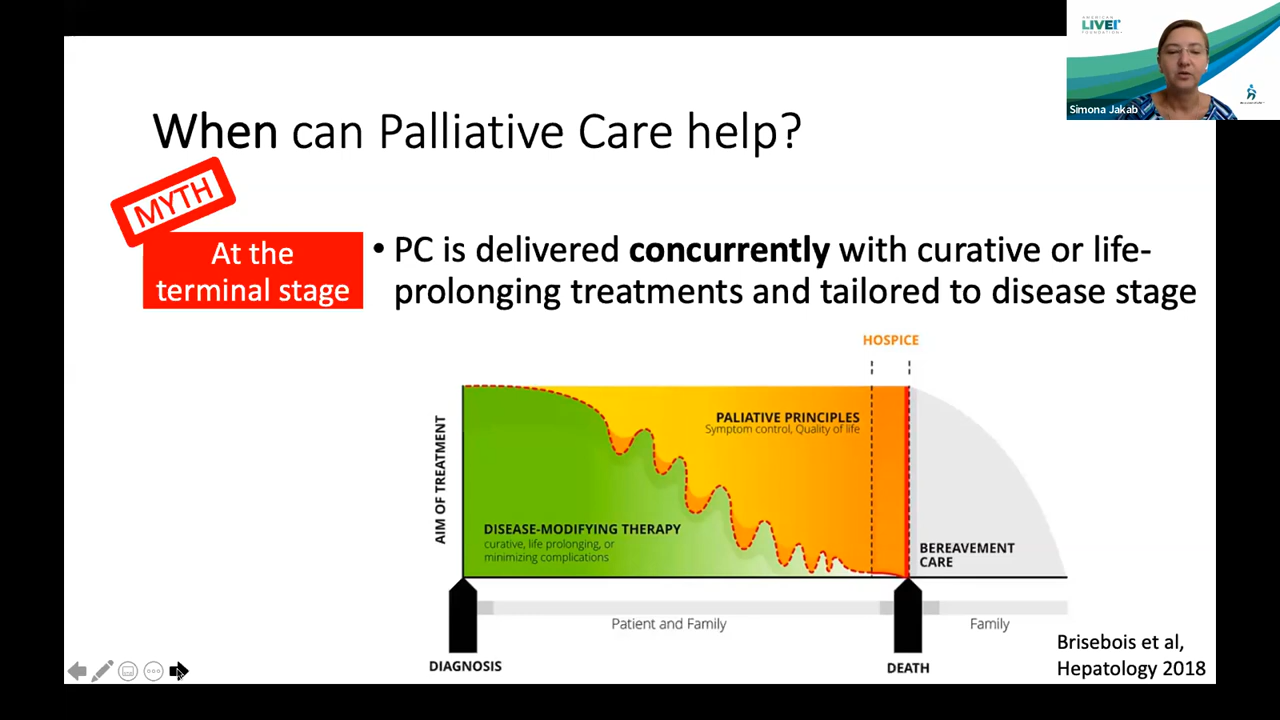 When can Palliative Care help?
MYTH
At the
terminal stage
• PC is delivered concurrently with curative or life-
prolonging treatments and tailored to disease stage
HOSPICE
AIM OF TREATMENT
PALIATIVE PRINCIPLES
Symptom control, Quality of life
DISEASE-MODIFYING THERAPY
curative, life prolonging, or
minimizing complications
BEREAVEMENT
CARE
Patient and Family
Family
DIAGNOSIS
DEATH
Brisebois et al,
Hepatology 2018
AMERICAN
LIVER
FOUNDATION
Simona Jakab